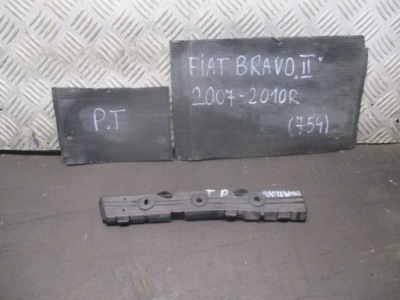 P.T
FIAT BRAVO II
2007-2010R
(754)
T P